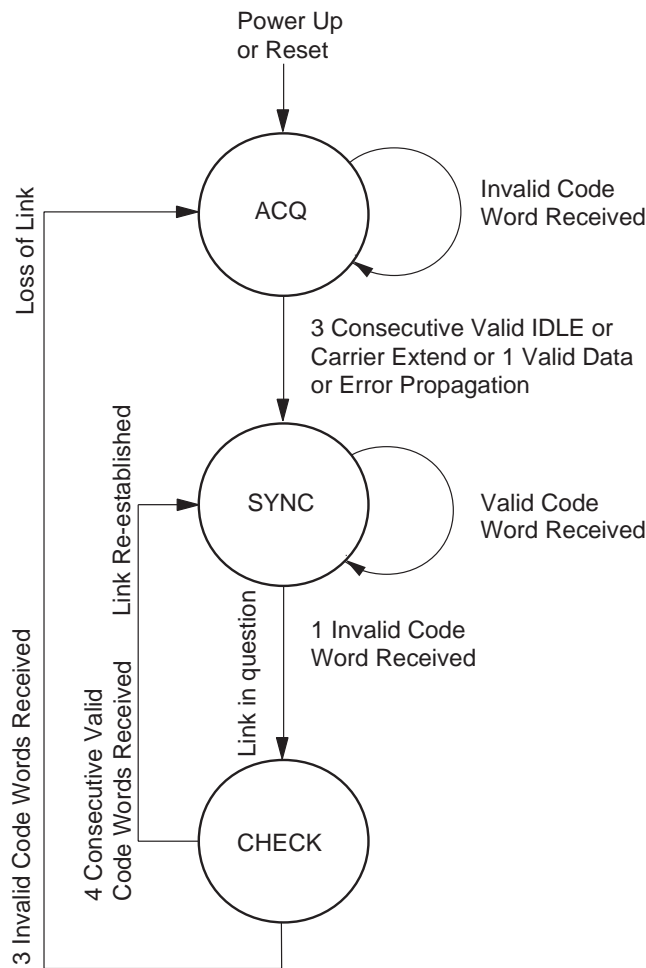 Power Up
or Reset
ACQ
Invalid Code
Word Received
Loss of Link
3 Consecutive Valid IDLE or
Carrier Extend or 1 Valid Data
or Error Propagation
SYNC
Valid Code
Word Received
Link Re-established
1 Invalid Code
Word Received
Link in question
4 Consecutive Valid
Code Words Received
3 Invalid Code Words Received
CHECK